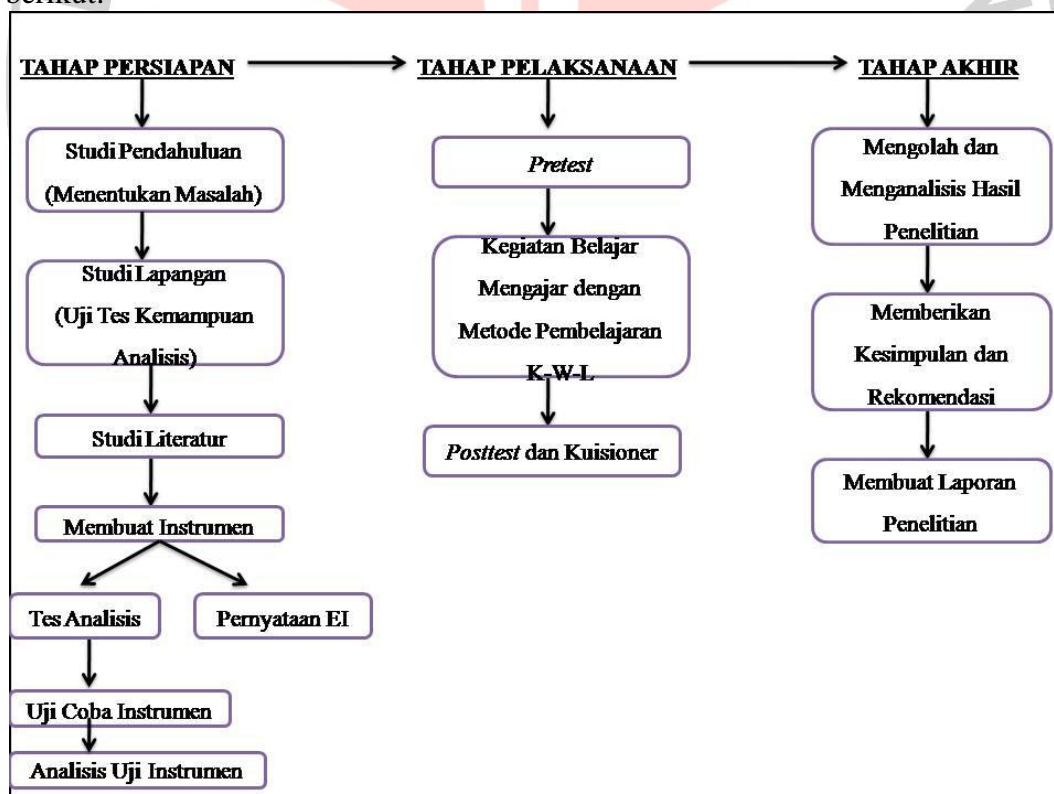 berikut.
TAHAP PERSIAPAN
Studi Pendahuluan
(Menentukan Masalah)
Studi Lapangan
(Uji Tes Kemampuan
Analisis)
Studi Literatur
Membuat Instrumen
Tes Analisis
Pernyataan EI
Uji Coba Instrumen
Analisis Uji Instrumen
TAHAP PELAKSANAAN
Pretest
Kegiatan Belajar
Mengajar dengan
Metode Pembelajaran
K-W-L
Posttest dan Kuisioner
TAHAP AKHIR
Mengolah dan
Menganalisis Hasil
Penelitian
Memberikan
Kesimpulan dan
Rekomendasi
Membuat Laporan
Penelitian